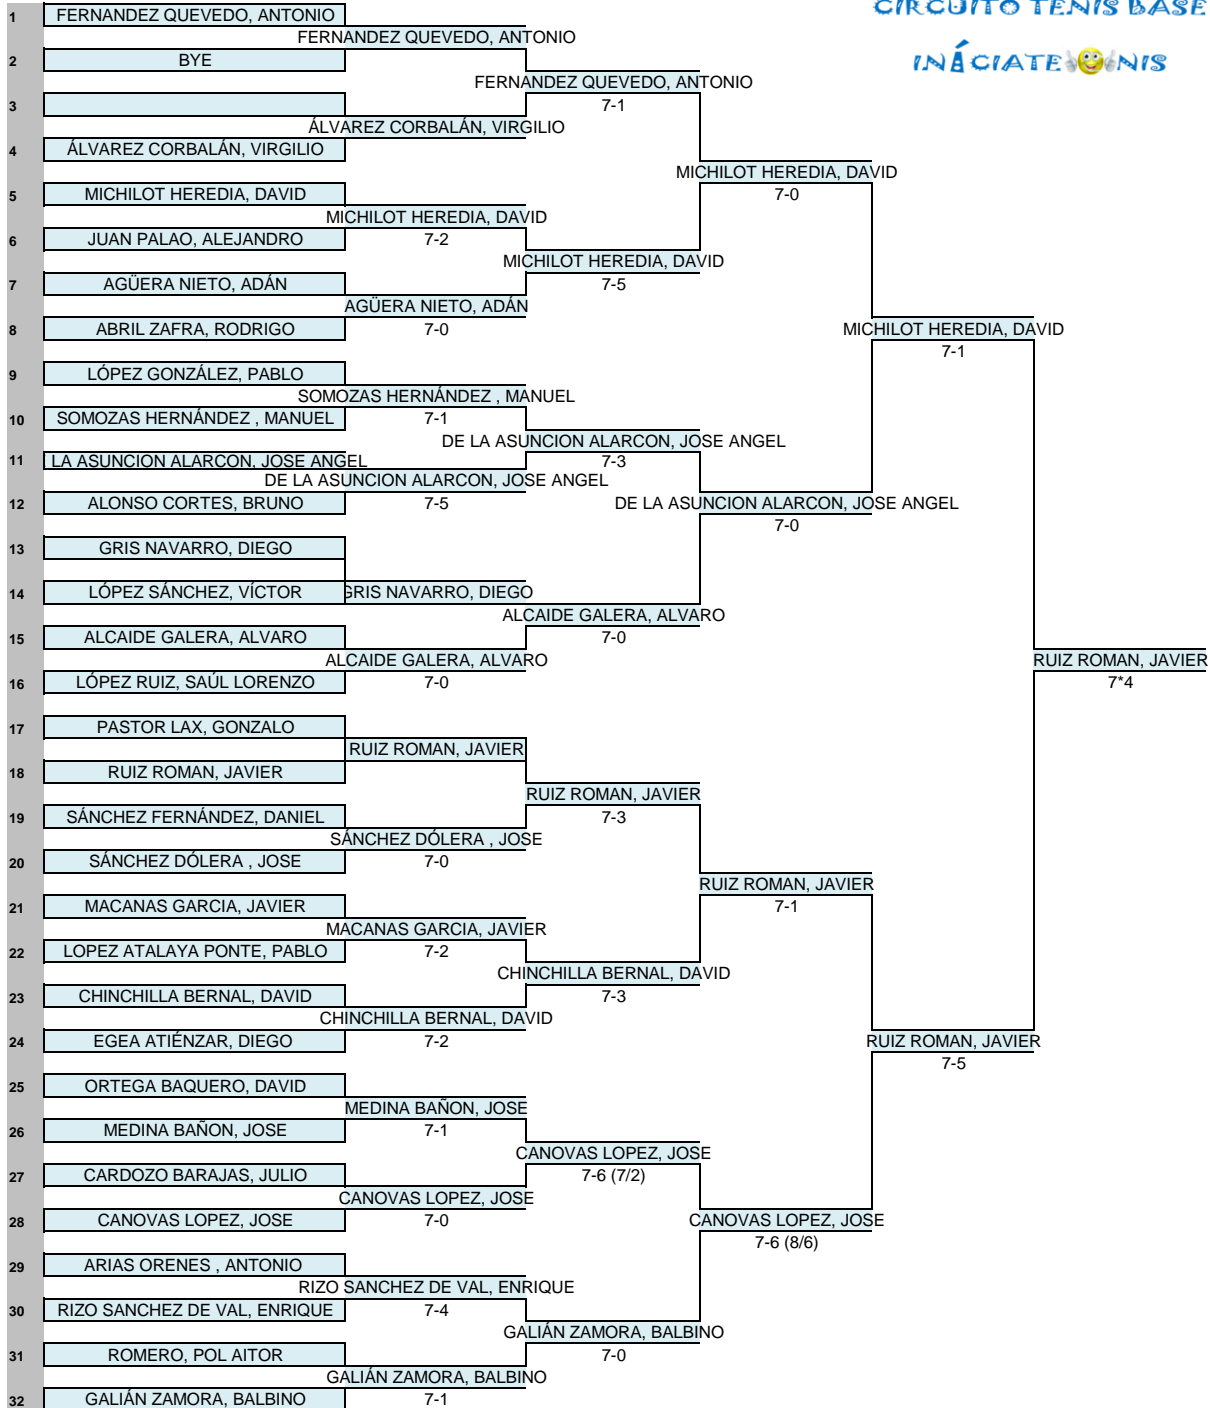 CIRCUITO TENIS BASE
1 FERNANDEZ QUEVEDO, ANTONIO
FERNANDEZ QUEVEDO, ANTONIO
2 BYE
INÍCIATE NIS
FERNANDEZ QUEVEDO, ANTONIO
3 7-1
ÁLVAREZ CORBALÁN, VIRGILIO
4 ÁLVAREZ CORBALÁN, VIRGILIO
MICHILOT HEREDIA, DAVID
5 MICHILOT HEREDIA, DAVID 7-0
MICHILOT HEREDIA, DAVID
6 JUAN PALAO, ALEJANDRO 7-2
MICHILOT HEREDIA, DAVID
7 AGÜERA NIETO, ADÁN 7-5
AGÜERA NIETO, ADÁN
8 ABRIL ZAFRA, RODRIGO 7-0 MICHILOT HEREDIA, DAVID
7-1
9 LÓPEZ GONZÁLEZ, PABLO
SOMOZAS HERNÁNDEZ , MANUEL
10 SOMOZAS HERNÁNDEZ , MANUEL 7-1
DE LA ASUNCION ALARCON, JOSE ANGEL
11 LA ASUNCION ALARCON, JOSE ANGEL 7-3
DE LA ASUNCION ALARCON, JOSE ANGEL
12 ALONSO CORTES, BRUNO 7-5 DE LA ASUNCION ALARCON, JOSE ANGEL
7-0
13 GRIS NAVARRO, DIEGO
14 LÓPEZ SÁNCHEZ, VÍCTOR GRIS NAVARRO, DIEGO
ALCAIDE GALERA, ALVARO
15 ALCAIDE GALERA, ALVARO 7-0
ALCAIDE GALERA, ALVARO RUIZ ROMAN, JAVIER
16 LÓPEZ RUIZ, SAÚL LORENZO 7-0 7*4
17 PASTOR LAX, GONZALO
RUIZ ROMAN, JAVIER
18 RUIZ ROMAN, JAVIER
RUIZ ROMAN, JAVIER
19 SÁNCHEZ FERNÁNDEZ, DANIEL 7-3
SÁNCHEZ DÓLERA , JOSE
20 SÁNCHEZ DÓLERA , JOSE 7-0
RUIZ ROMAN, JAVIER
21 MACANAS GARCIA, JAVIER 7-1
MACANAS GARCIA, JAVIER
22 LOPEZ ATALAYA PONTE, PABLO 7-2
CHINCHILLA BERNAL, DAVID
23 CHINCHILLA BERNAL, DAVID 7-3
CHINCHILLA BERNAL, DAVID
24 EGEA ATIÉNZAR, DIEGO 7-2 RUIZ ROMAN, JAVIER
7-5
25 ORTEGA BAQUERO, DAVID
MEDINA BAÑON, JOSE
26 MEDINA BAÑON, JOSE 7-1
CANOVAS LOPEZ, JOSE
27 CARDOZO BARAJAS, JULIO 7-6 (7/2)
CANOVAS LOPEZ, JOSE
28 CANOVAS LOPEZ, JOSE 7-0 CANOVAS LOPEZ, JOSE
7-6 (8/6)
29 ARIAS ORENES , ANTONIO
RIZO SANCHEZ DE VAL, ENRIQUE
30 RIZO SANCHEZ DE VAL, ENRIQUE 7-4
GALIÁN ZAMORA, BALBINO
31 ROMERO, POL AITOR 7-0
GALIÁN ZAMORA, BALBINO
32 GALIÁN ZAMORA, BALBINO 7-1